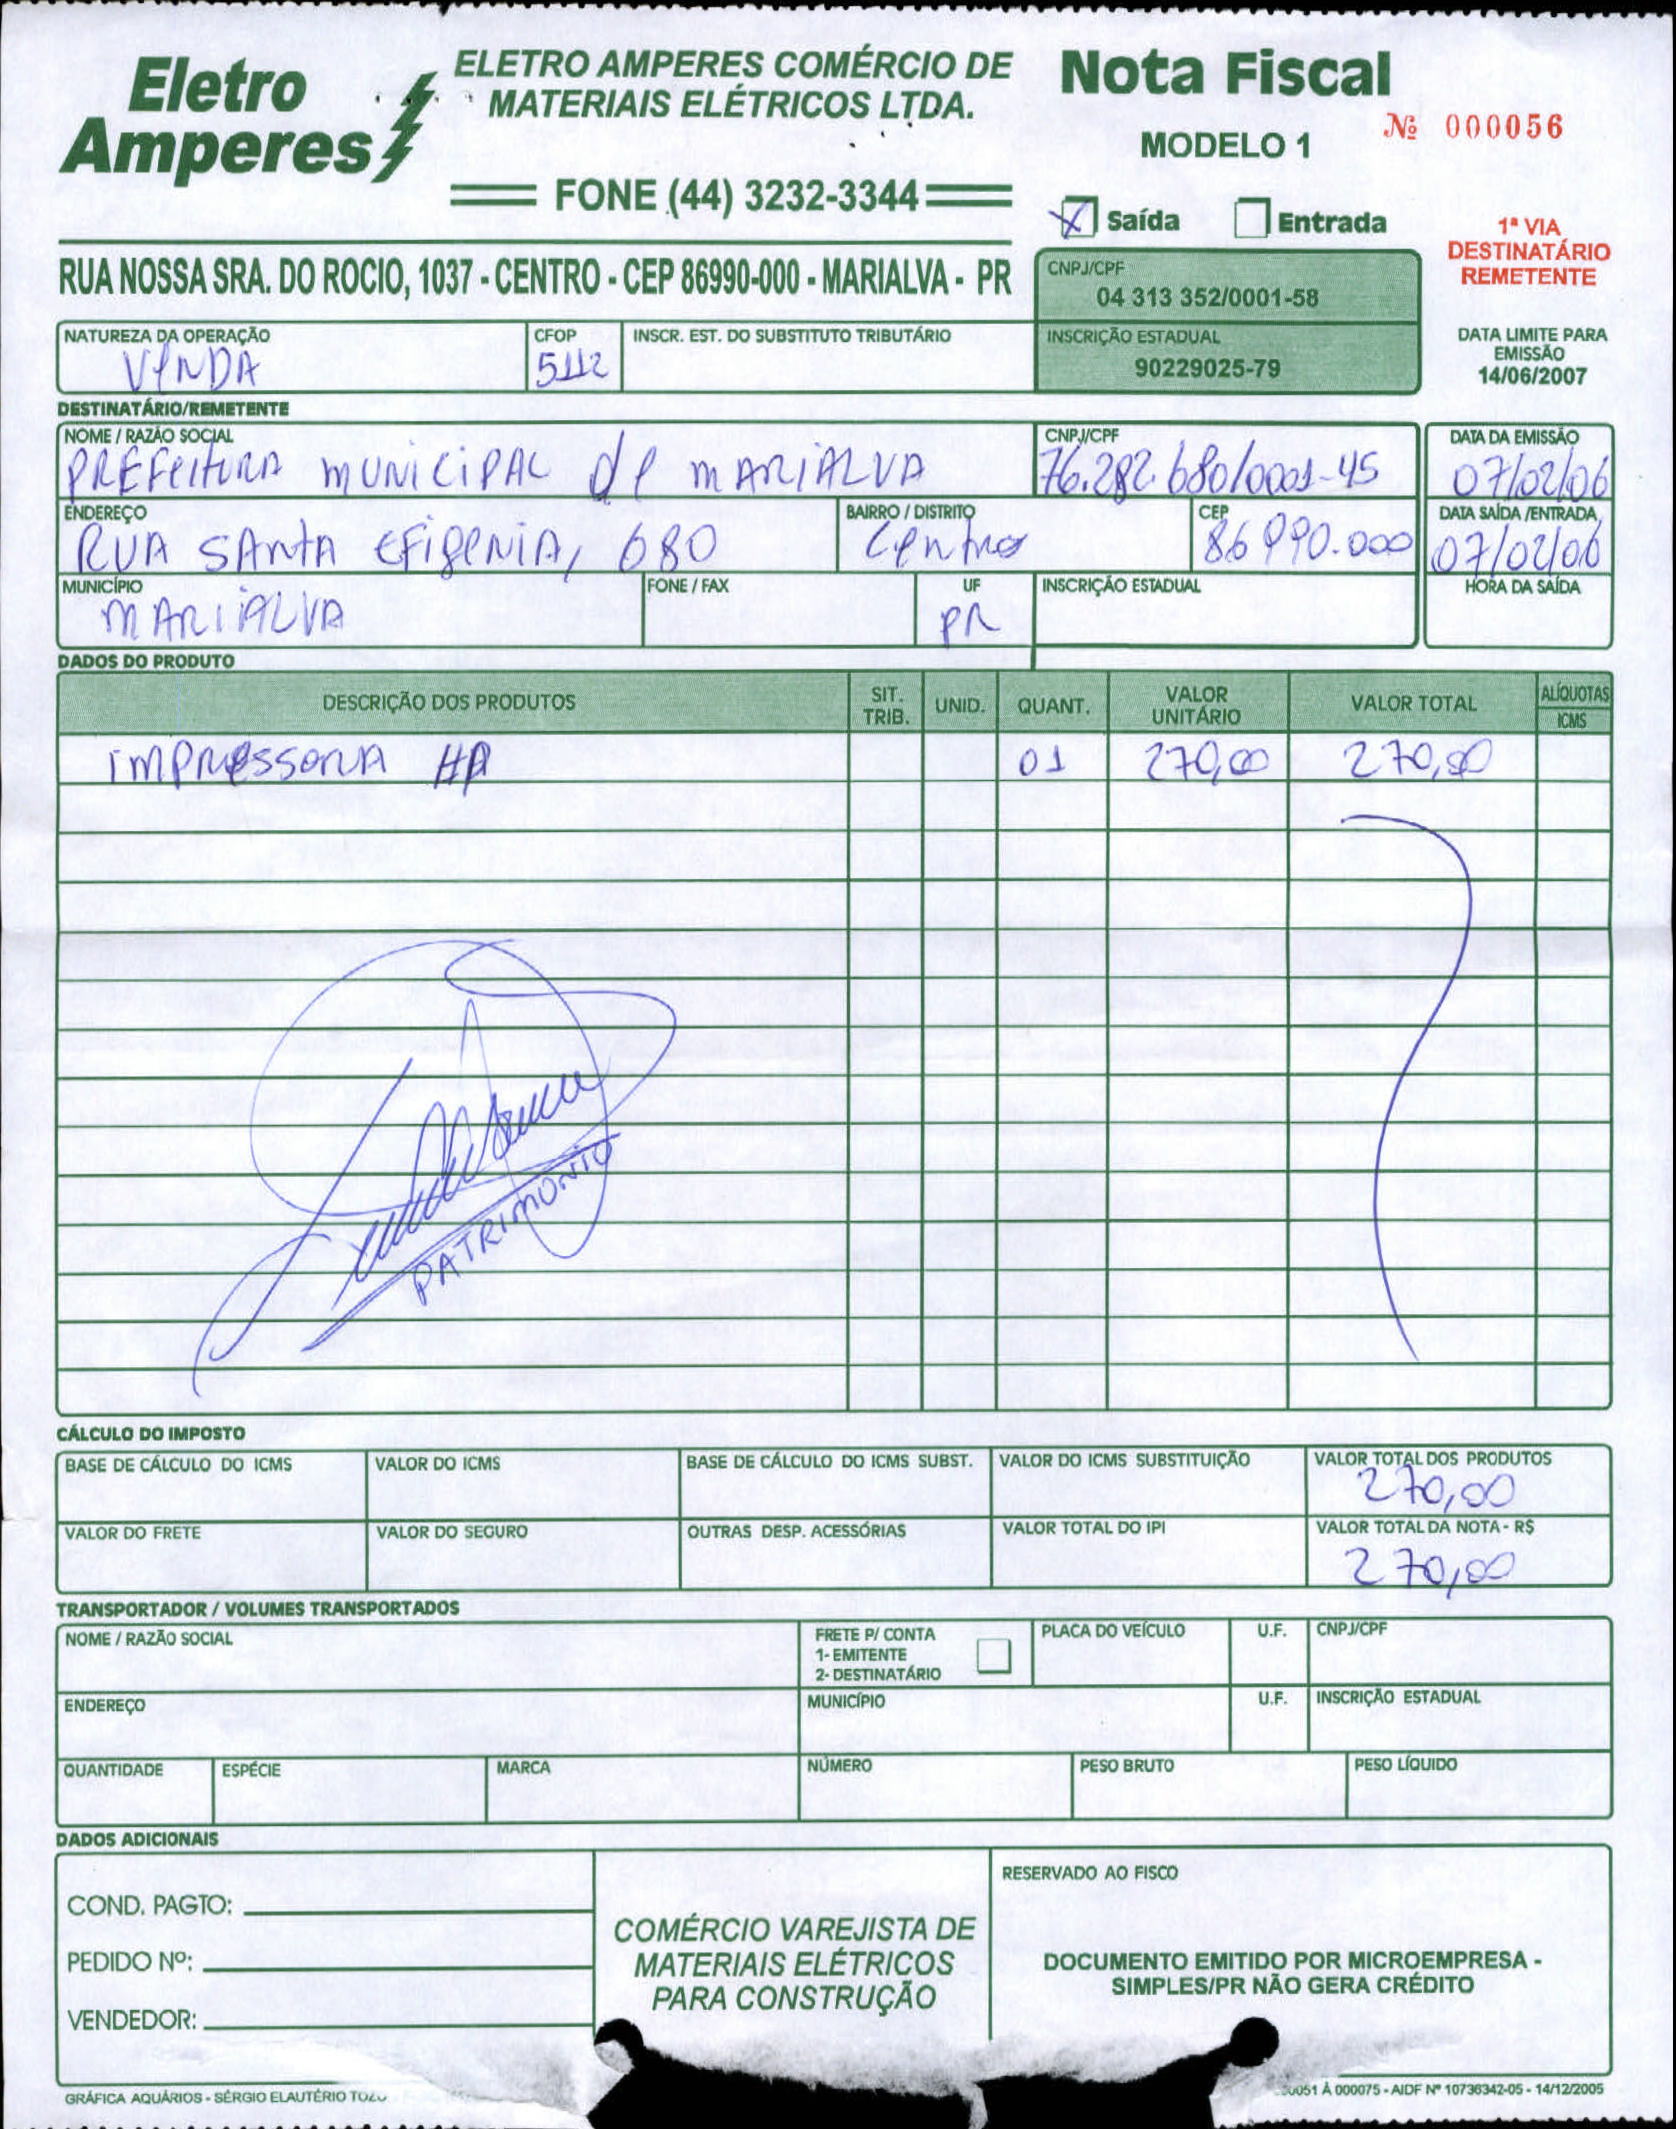 Eletro
Amperes
ELETRO AMPERES COMÉRCIO DE
MATERIAIS ELÉTRICOS LTDA.
FONE (44) 3232-3344
RUA NOSSA SRA. DO ROCIO, 1037 - CENTRO - CEP 86990-000 - MARIALVA - PR
Nota Fiscal
Nº 000056
MODELO 1
X Saída Entrada
1ª VIA
DESTINATÁRIO
REMETENTE
CNPJ/CPF
04 313 352/0001-58
INSCRIÇÃO ESTADUAL
90229025-79
DATA LIMITE PARA
EMISSÃO
14/06/2007
NATUREZA DA OPERAÇÃO CFOP INSCR. EST. DO SUBSTITUTO TRIBUTÁRIO
VENDA 5112
DESTINATÁRIO/REMETENTE
NOME / RAZÃO SOCIAL CNPJ/CPF DATA DA EMISSÃO
PREFEITURA MUNICIPAL de MARIALVA 76.282.680/0001-45 07/02/06
ENDEREÇO BAIRRO / DISTRITO CEP DATA SAÍDA /ENTRADA
RUA SANTA EFIGENIA, 680 Centro 86990.000 07/02/06
MUNICÍPIO FONE / FAX UF INSCRIÇÃO ESTADUAL HORA DA SAÍDA
MARIALVA PR
DADOS DO PRODUTO
DESCRIÇÃO DOS PRODUTOS SIT. TRIB. UNID. QUANT. VALOR UNITÁRIO VALOR TOTAL ALÍQUOTAS ICMS
IMPRESSORA HP 01 270,00 270,00
PATRIMONIO
CÁLCULO DO IMPOSTO
BASE DE CÁLCULO DO ICMS VALOR DO ICMS BASE DE CÁLCULO DO ICMS SUBST. VALOR DO ICMS SUBSTITUIÇÃO VALOR TOTAL DOS PRODUTOS
270,00
VALOR DO FRETE VALOR DO SEGURO OUTRAS DESP. ACESSÓRIAS VALOR TOTAL DO IPI VALOR TOTAL DA NOTA - R$
270,00
TRANSPORTADOR / VOLUMES TRANSPORTADOS
NOME / RAZÃO SOCIAL FRETE P/ CONTA PLACA DO VEÍCULO U.F. CNPJ/CPF
1- EMITENTE
2- DESTINATÁRIO
ENDEREÇO MUNICÍPIO U.F. INSCRIÇÃO ESTADUAL
QUANTIDADE ESPÉCIE MARCA NÚMERO PESO BRUTO PESO LÍQUIDO
DADOS ADICIONAIS
COND. PAGTO:
PEDIDO Nº:
VENDEDOR:
COMÉRCIO VAREJISTA DE
MATERIAIS ELÉTRICOS
PARA CONSTRUÇÃO
RESERVADO AO FISCO
DOCUMENTO EMITIDO POR MICROEMPRESA -
SIMPLES/PR NÃO GERA CRÉDITO
GRÁFICA AQUÁRIOS - SÉRGIO ELAUTÉRIO
À 000075 - AIDF Nº 10736342-05 - 14/12/2005